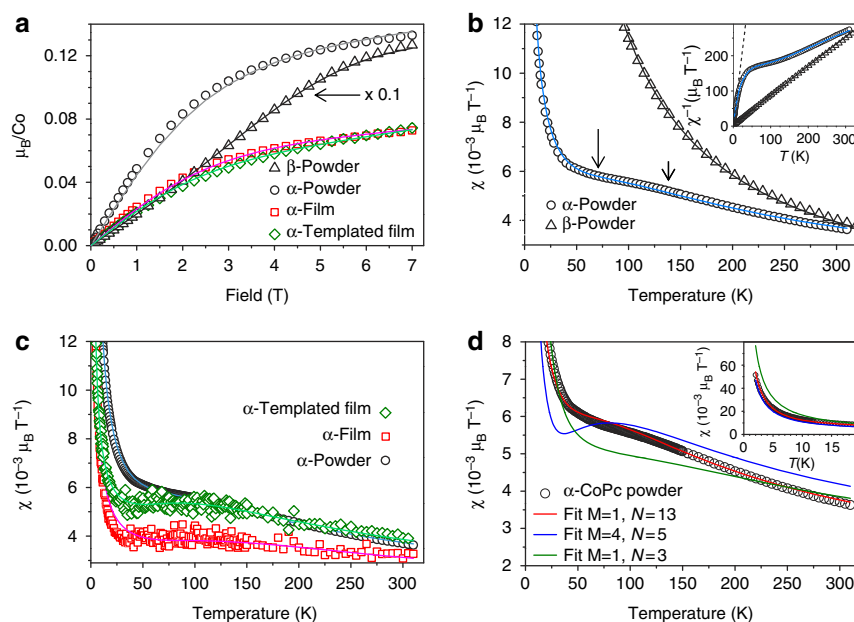 a
μB/Co
0.12
0.08
0.04
0.00
0 1 2 3 4 5 6 7
Field (T)
x 0.1
β-Powder
α-Powder
α-Film
α-Templated film
b
χ (10⁻³ μB T⁻¹)
12
10
8
6
4
0 50 100 150 200 250 300
Temperature (K)
α-Powder
β-Powder
χ⁻¹(μB T⁻¹)
200
100
0
0 100 200 300
T (K)
c
χ (10⁻³ μB T⁻¹)
12
10
8
6
4
0 50 100 150 200 250 300
Temperature (K)
α-Templated film
α-Film
α-Powder
d
χ (10⁻³ μB T⁻¹)
8
7
6
5
4
3
2
0 50 100 150 200 250 300
Temperature (K)
α-CoPc powder
Fit M=1, N=13
Fit M=4, N=5
Fit M=1, N=3
χ (10⁻³ μB T⁻¹)
80
60
40
20
0
0 5 10 15
T(K)